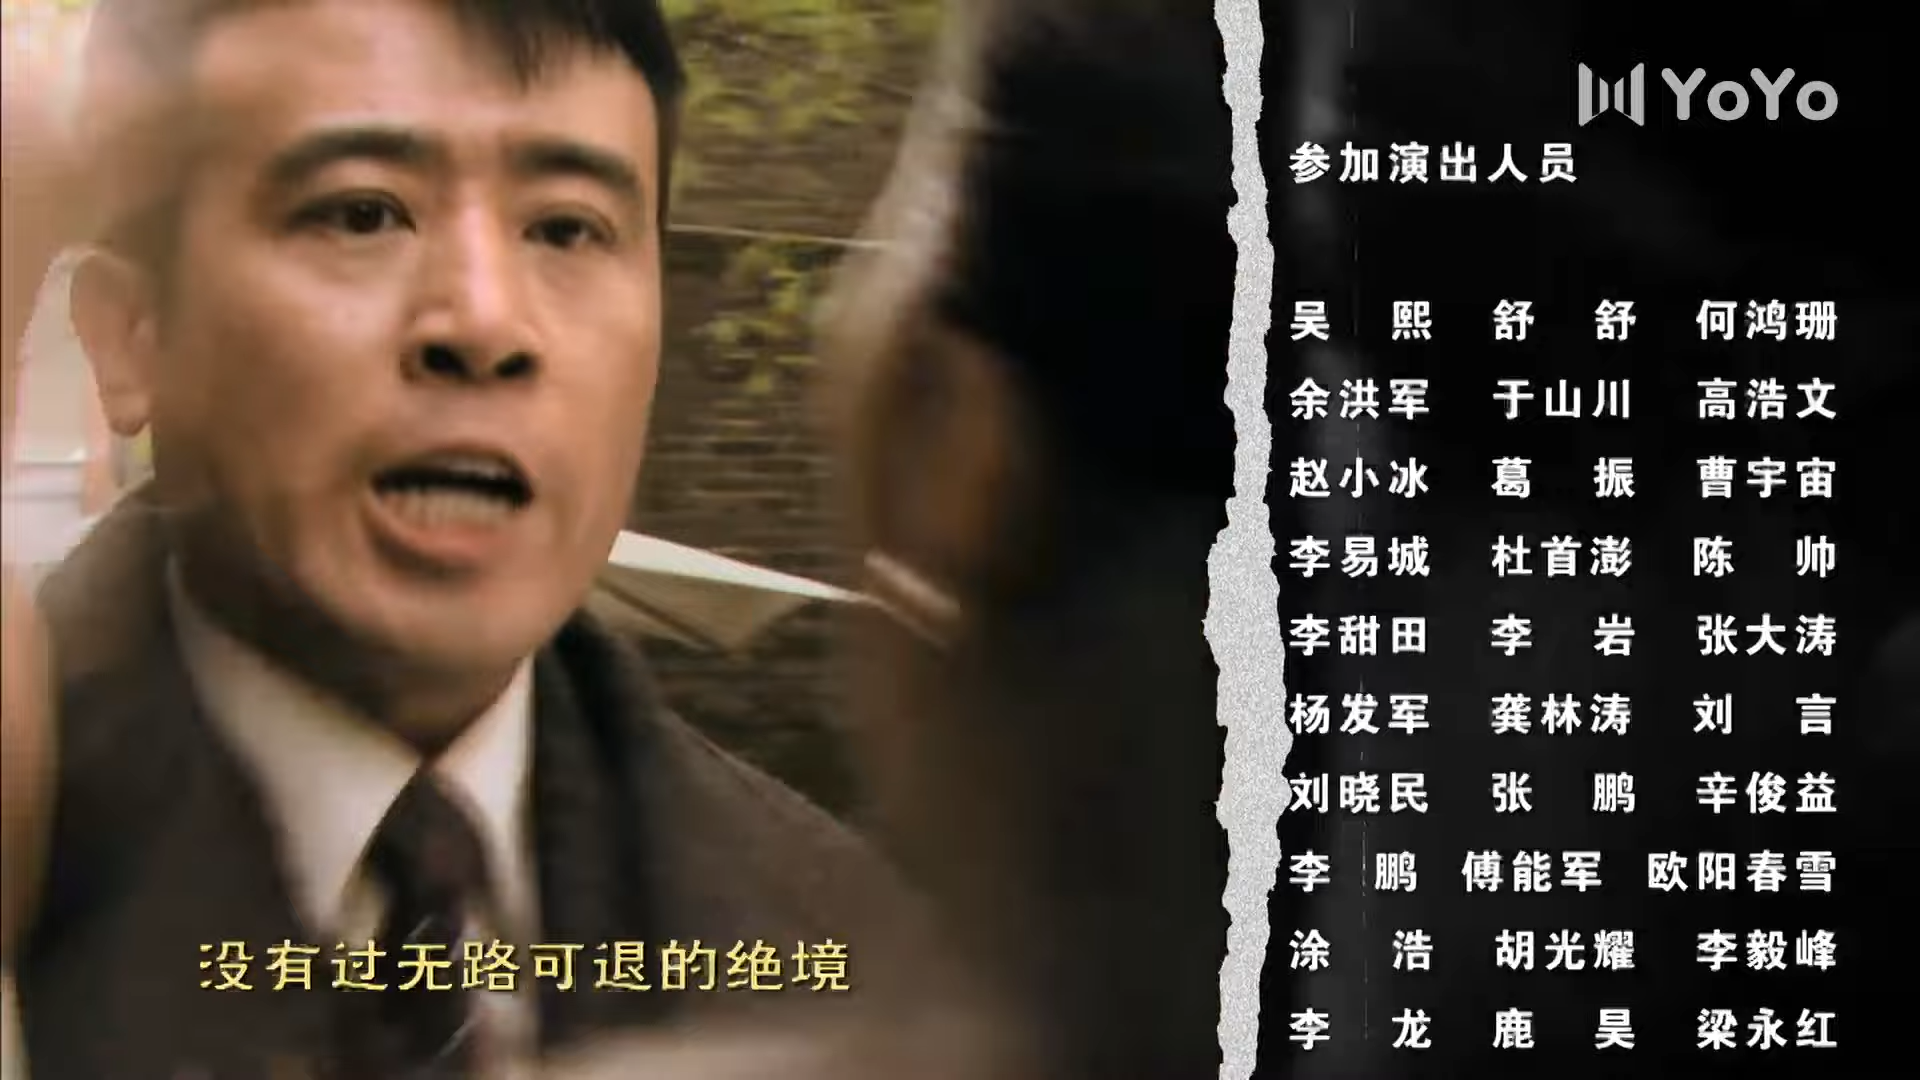 YoYo
参加演出人员
吴熙 舒舒 何鸿珊
余洪军 于山川 高浩文
赵小冰 葛振 曹宇宙
李易城 杜首澎 陈帅
李甜田 李岩 张大涛
杨发军 龚林涛 刘言
刘晓民 张鹏 辛俊益
李鹏 傅能军 欧阳春雪
涂浩 胡光耀 李毅峰
李龙 鹿昊 梁永红
没有过无路可退的绝境